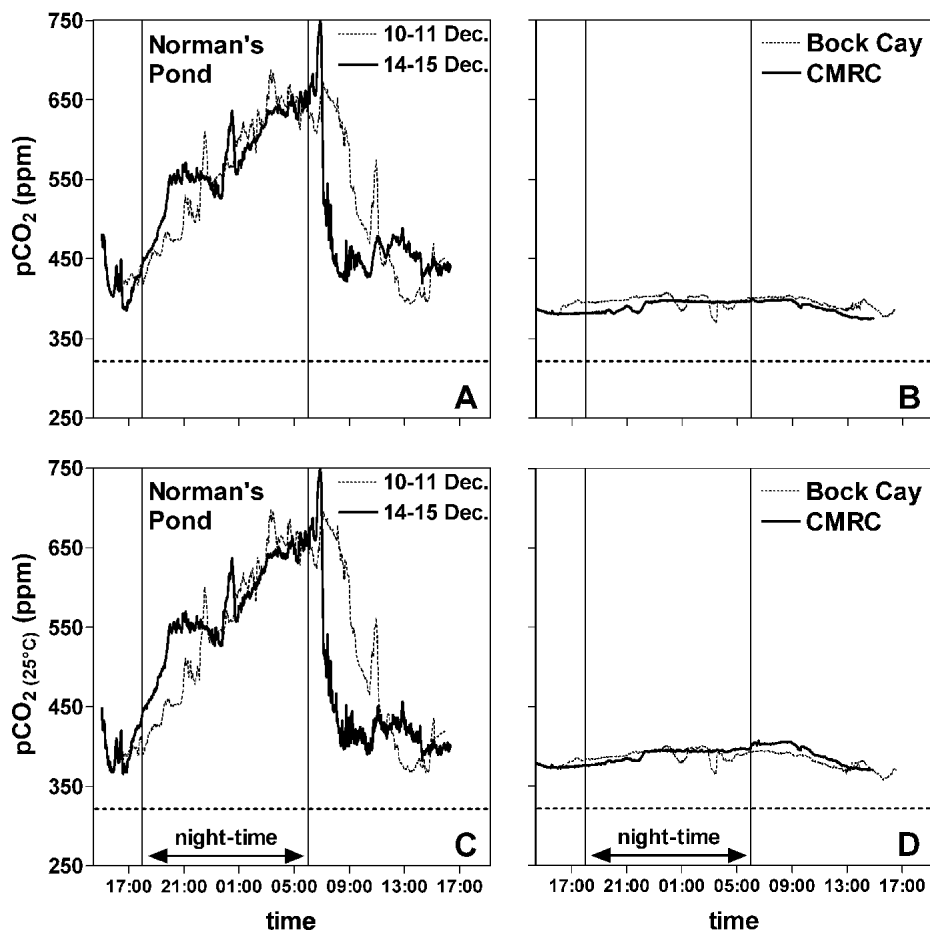 750
650
550
450
350
250
pCO2 (ppm)
Norman's
Pond
10-11 Dec.
14-15 Dec.
A
Bock Cay
CMRC
B
750
650
550
450
350
250
pCO2 (25°C) (ppm)
Norman's
Pond
10-11 Dec.
14-15 Dec.
night-time
C
17:00 21:00 01:00 05:00 09:00 13:00 17:00
time
Bock Cay
CMRC
night-time
D
17:00 21:00 01:00 05:00 09:00 13:00 17:00
time